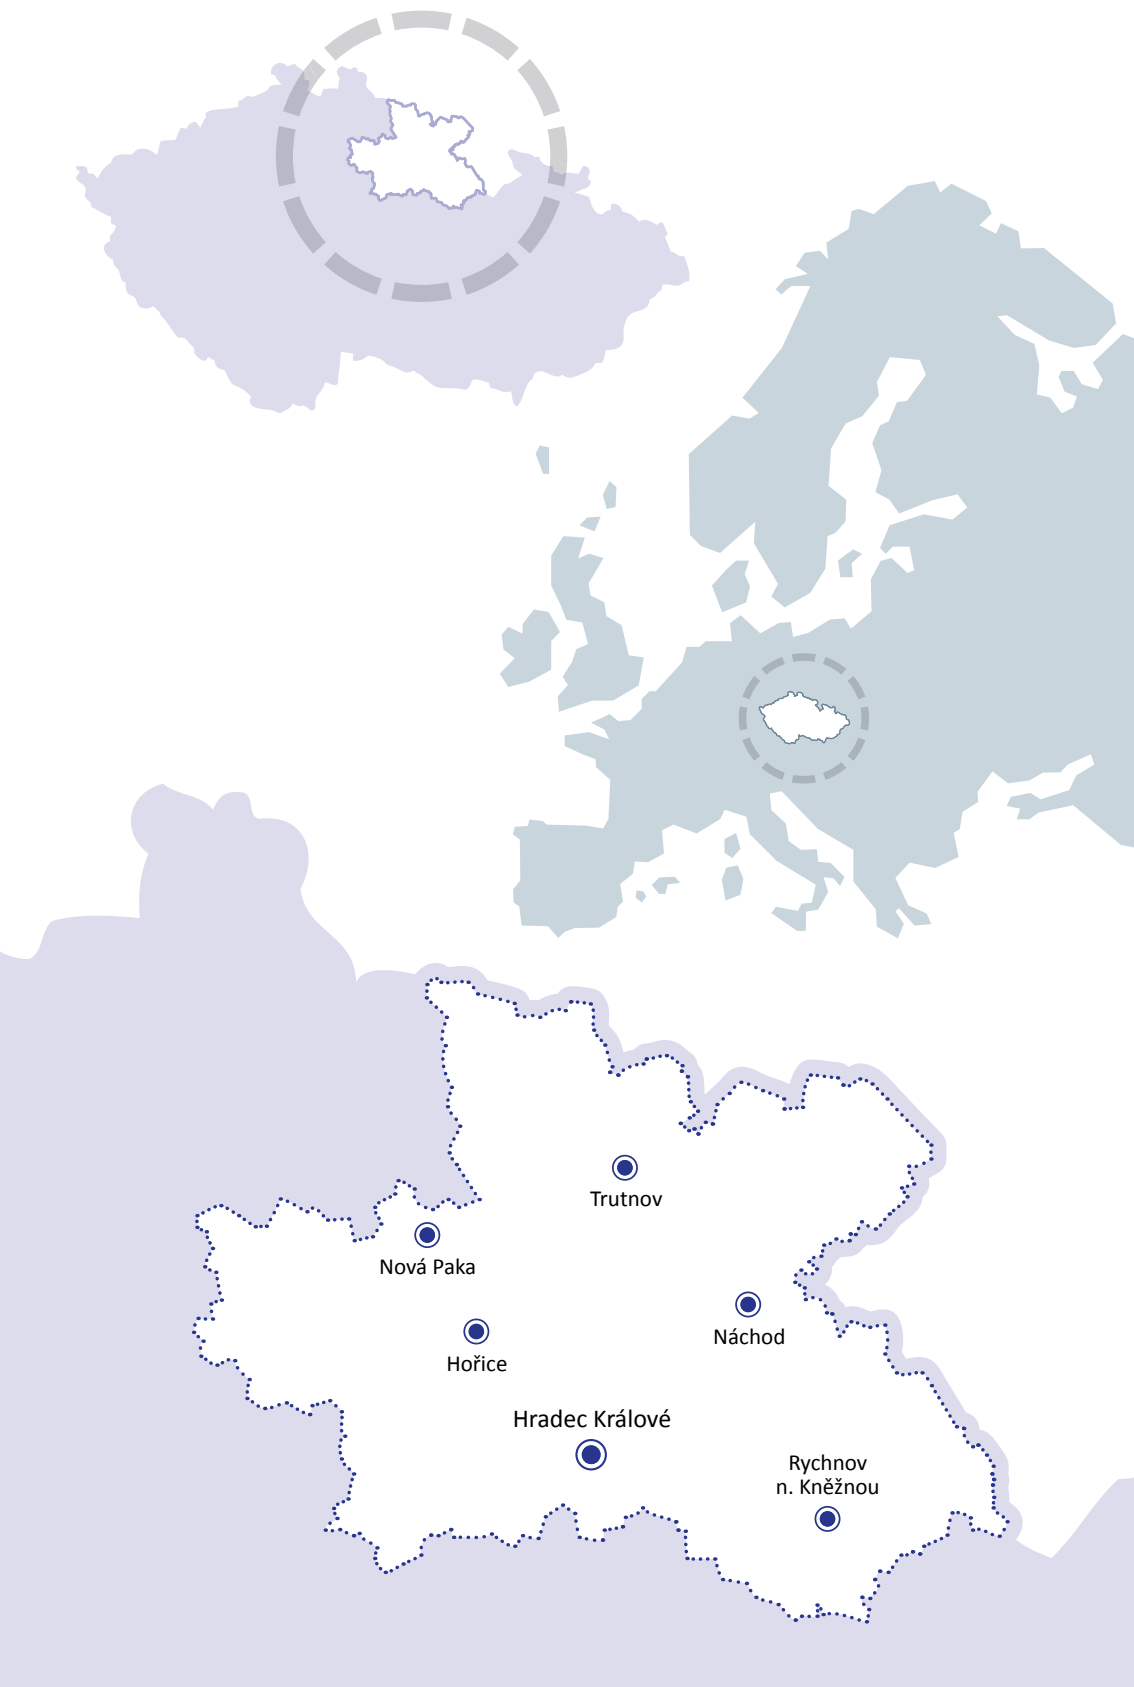 Trutnov
Nová Paka
Náchod
Hořice
Hradec Králové
Rychnov
n. Kněžnou